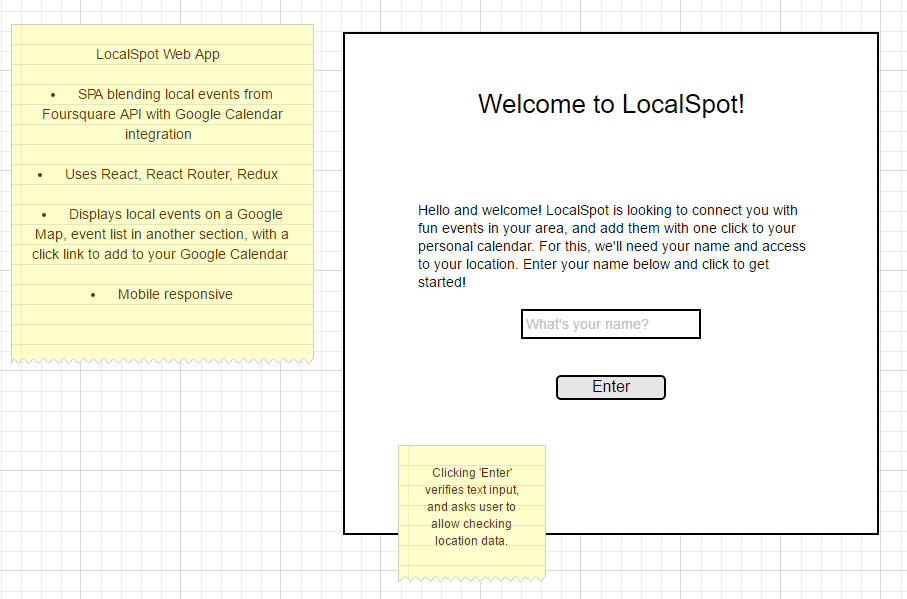 LocalSpot Web App
• SPA blending local events from
Foursquare API with Google Calendar
integration
• Uses React, React Router, Redux
• Displays local events on a Google
Map, event list in another section, with a
click link to add to your Google Calendar
• Mobile responsive
Welcome to LocalSpot!
Hello and welcome! LocalSpot is looking to connect you with
fun events in your area, and add them with one click to your
personal calendar. For this, we'll need your name and access
to your location. Enter your name below and click to get
started!
What's your name?
Enter
Clicking 'Enter'
verifies text input,
and asks user to
allow checking
location data.